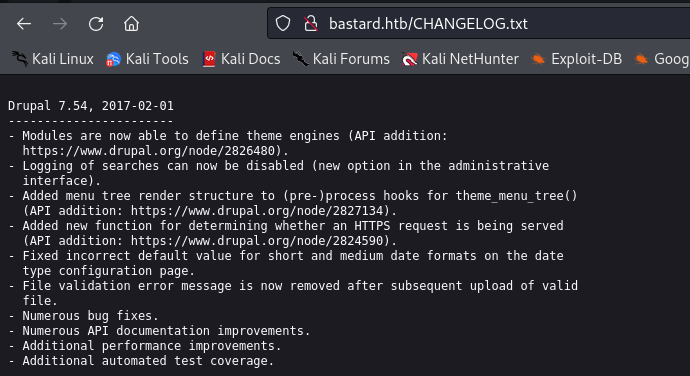 bastard.htb/CHANGELOG.txt
Kali Linux Kali Tools Kali Docs Kali Forums Kali NetHunter Exploit-DB Goog
Drupal 7.54, 2017-02-01
-----------------------
- Modules are now able to define theme engines (API addition:
https://www.drupal.org/node/2826480).
- Logging of searches can now be disabled (new option in the administrative
interface).
- Added menu tree render structure to (pre-)process hooks for theme_menu_tree()
(API addition: https://www.drupal.org/node/2827134).
- Added new function for determining whether an HTTPS request is being served
(API addition: https://www.drupal.org/node/2824590).
- Fixed incorrect default value for short and medium date formats on the date
type configuration page.
- File validation error message is now removed after subsequent upload of valid
file.
- Numerous bug fixes.
- Numerous API documentation improvements.
- Additional performance improvements.
- Additional automated test coverage.